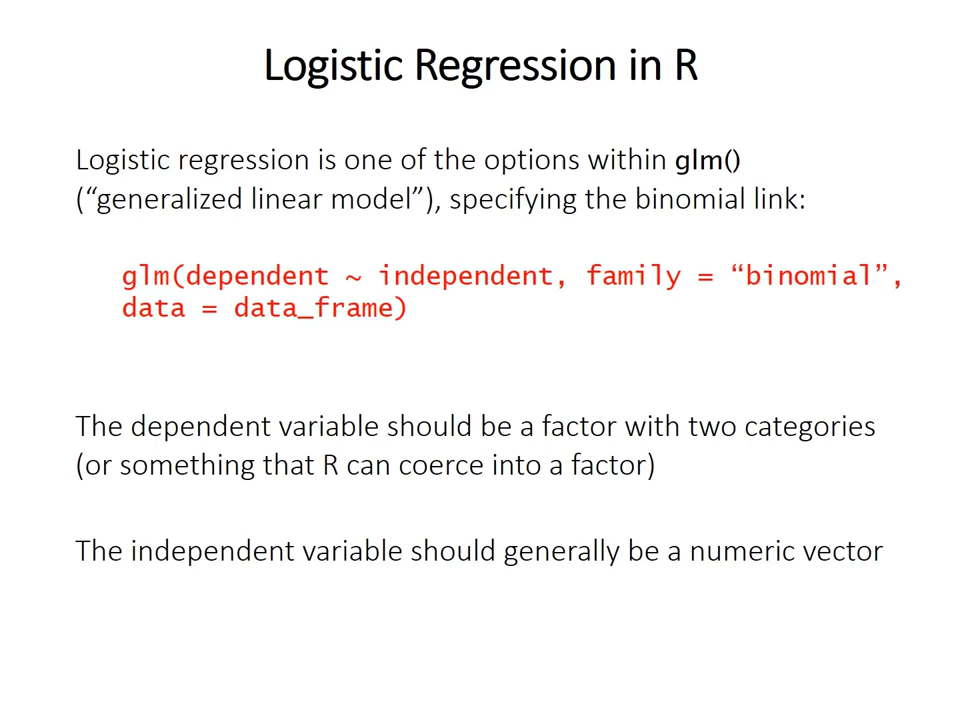 Logistic Regression in R
Logistic regression is one of the options within glm()
(“generalized linear model”), specifying the binomial link:
glm(dependent ~ independent, family = “binomial”,
data = data_frame)
The dependent variable should be a factor with two categories
(or something that R can coerce into a factor)
The independent variable should generally be a numeric vector